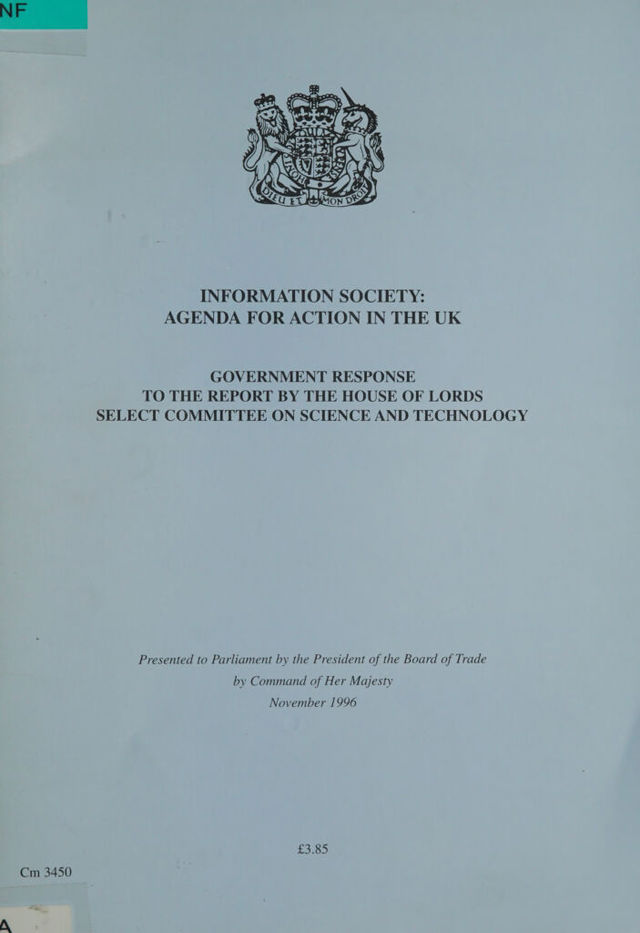 NF
DIEU ET MON DROIT
INFORMATION SOCIETY:
AGENDA FOR ACTION IN THE UK
GOVERNMENT RESPONSE
TO THE REPORT BY THE HOUSE OF LORDS
SELECT COMMITTEE ON SCIENCE AND TECHNOLOGY
Presented to Parliament by the President of the Board of Trade
by Command of Her Majesty
November 1996
£3.85
Cm 3450
A